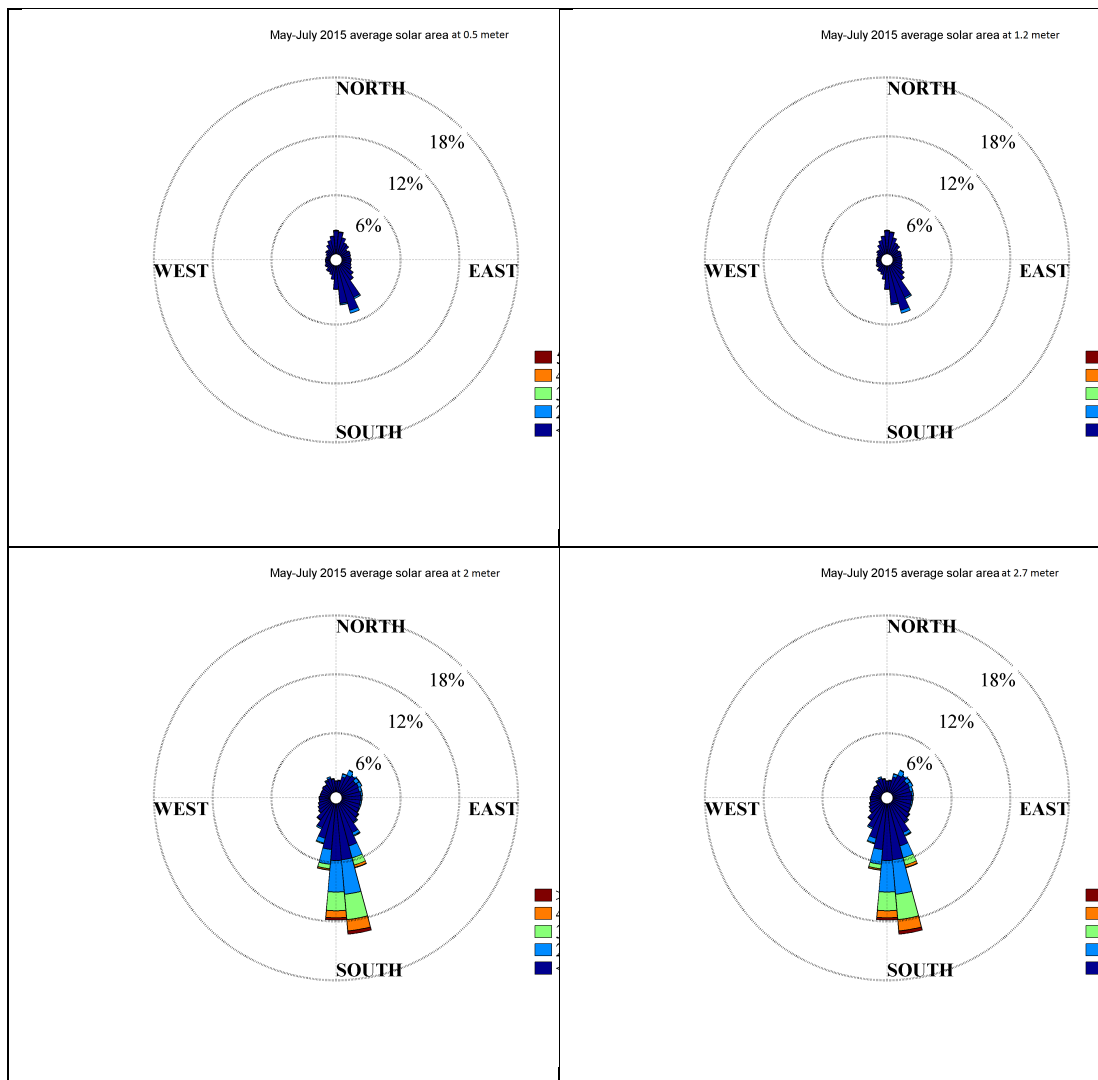 May-July 2015 average solar area at 0.5 meter
NORTH
18%
12%
6%
WEST
EAST
SOUTH
May-July 2015 average solar area at 1.2 meter
NORTH
18%
12%
6%
WEST
EAST
SOUTH
May-July 2015 average solar area at 2 meter
NORTH
18%
12%
6%
WEST
EAST
SOUTH
May-July 2015 average solar area at 2.7 meter
NORTH
18%
12%
6%
WEST
EAST
SOUTH